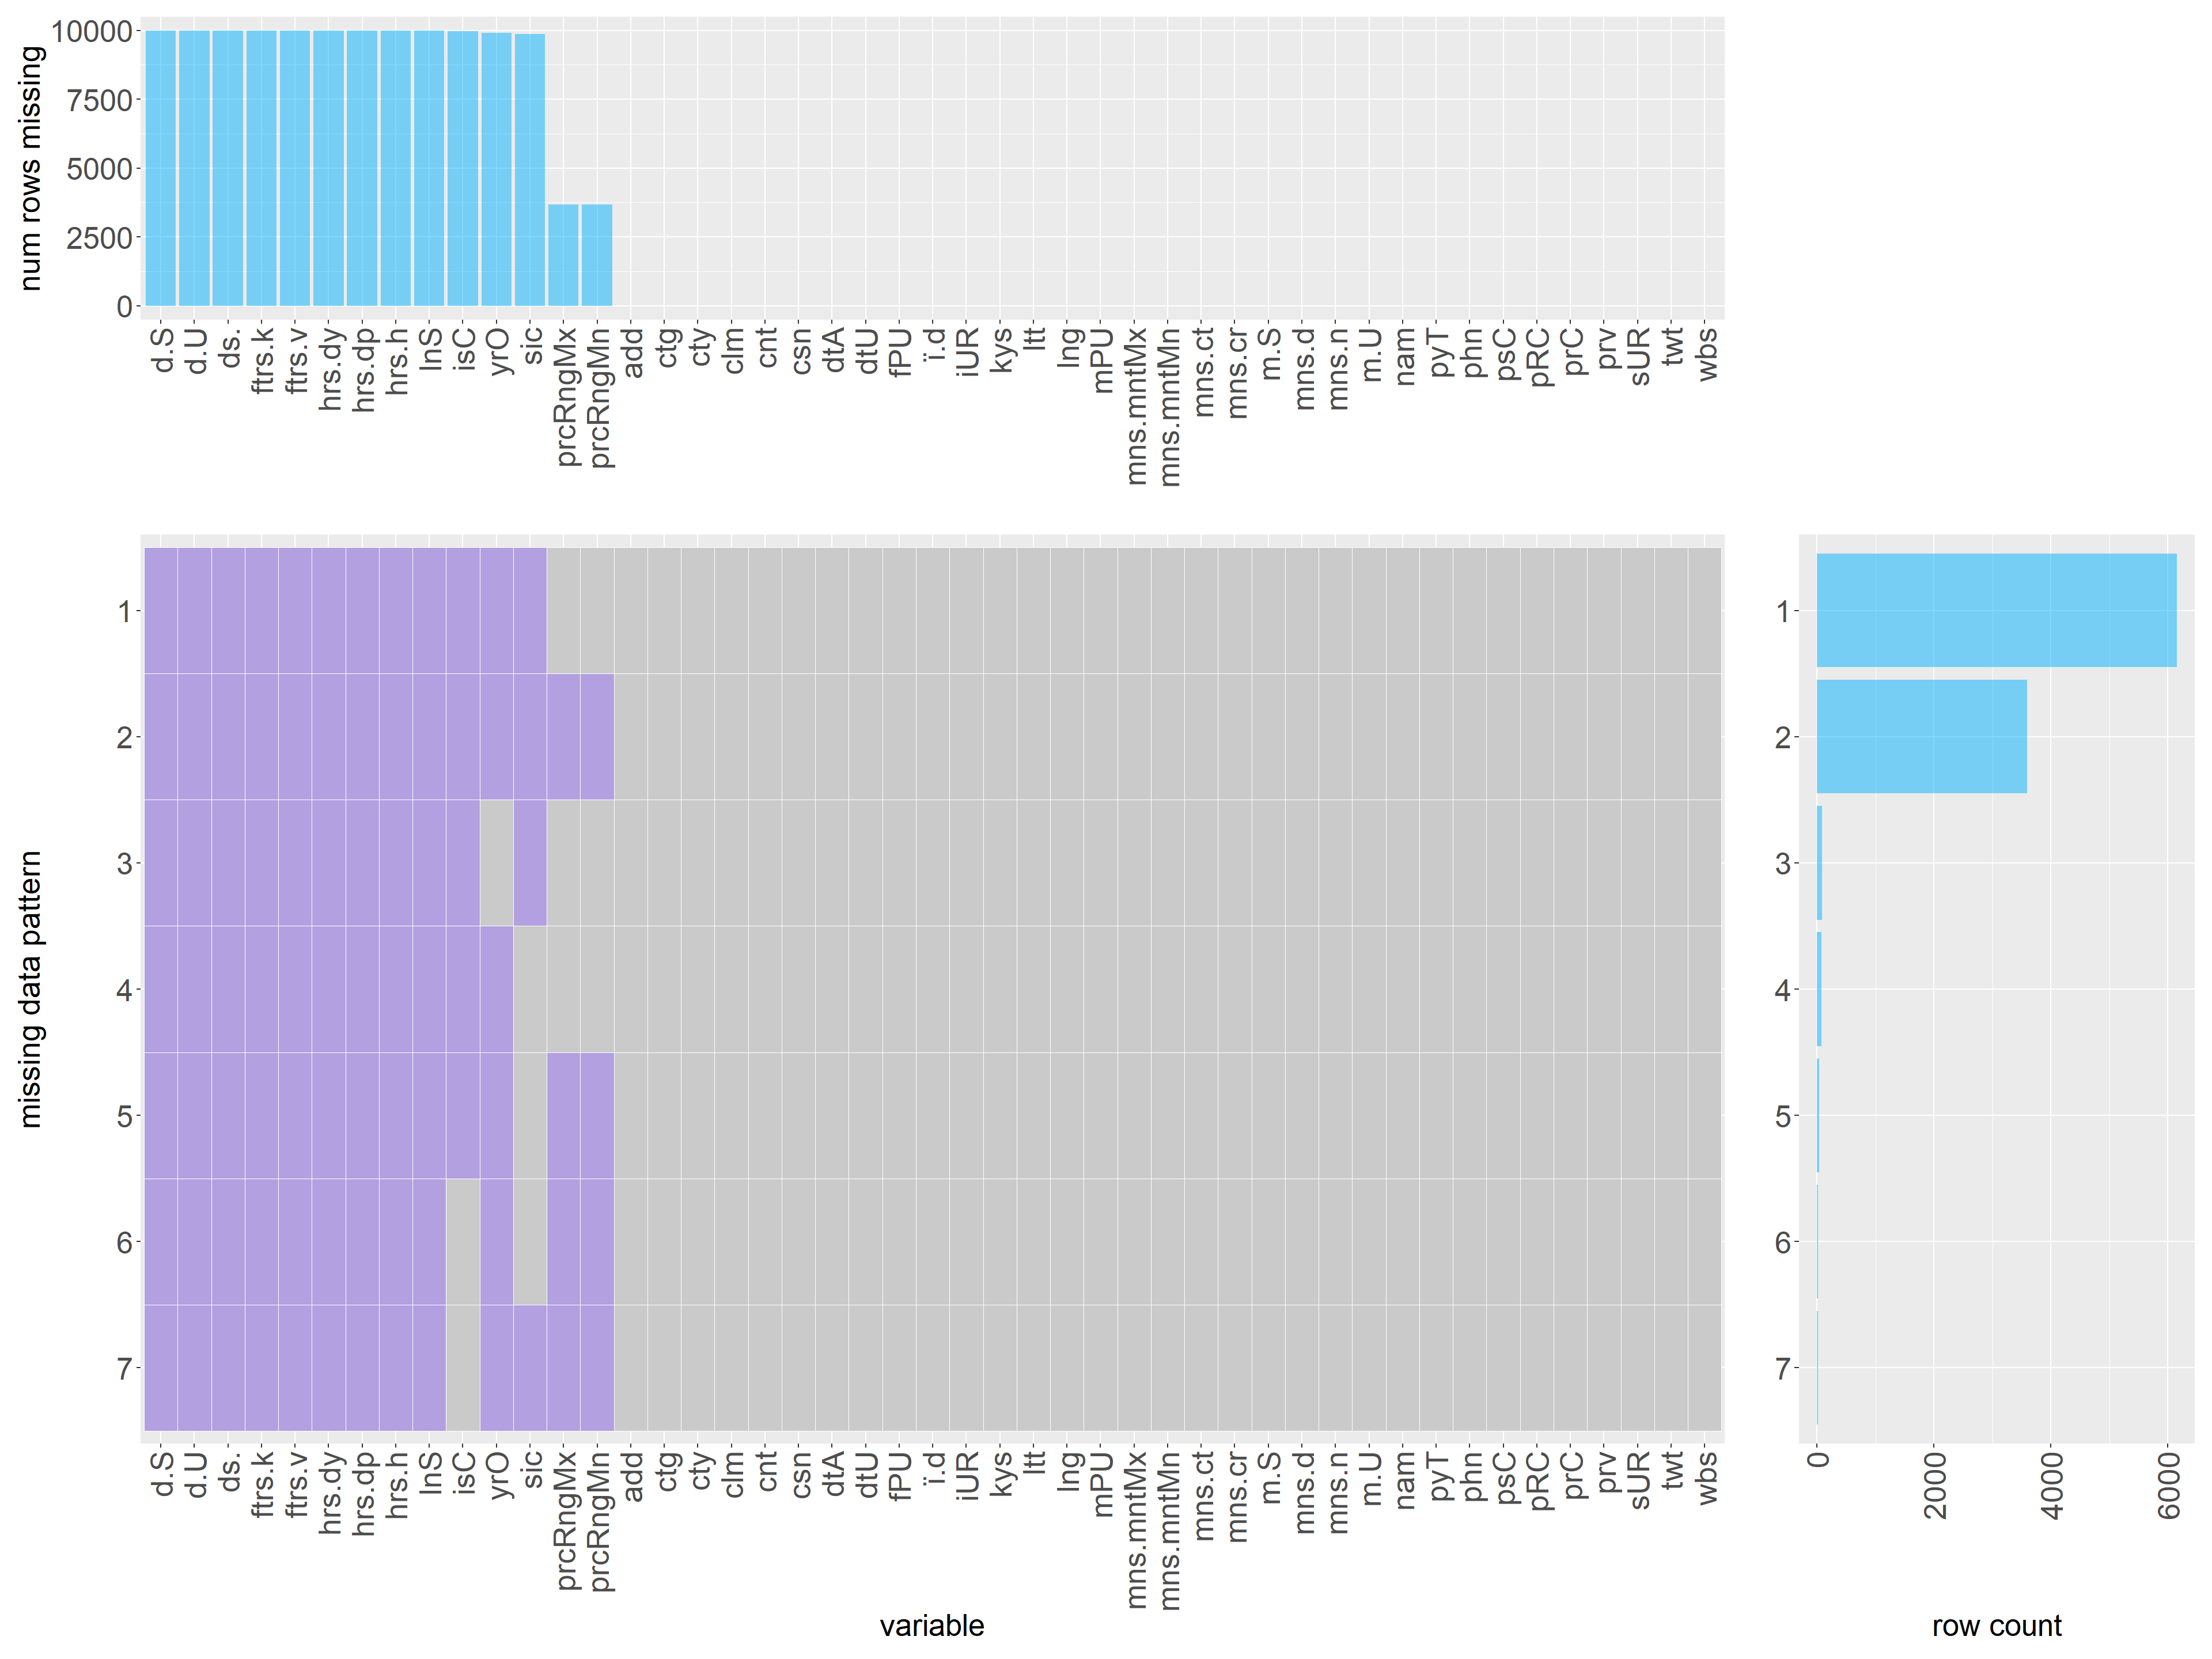 num rows missing
10000
7500
5000
2500
0
d.S d.U ds. ftrs.k ftrs.v hrs.dy hrs.dp hrs.h lnS isC yrO sic prcRngMx prcRngMn add ctg cty clm cnt csn dtA dtU fPU ï.d iUR kys ltt lng mPU mns.mntMx mns.mntMn mns.ct mns.cr m.S mns.d mns.n m.U nam pyT phn psC pRC prC prv sUR twt wbs
missing data pattern
1
2
3
4
5
6
7
d.S d.U ds. ftrs.k ftrs.v hrs.dy hrs.dp hrs.h lnS isC yrO sic prcRngMx prcRngMn add ctg cty clm cnt csn dtA dtU fPU ï.d iUR kys ltt lng mPU mns.mntMx mns.mntMn mns.ct mns.cr m.S mns.d mns.n m.U nam pyT phn psC pRC prC prv sUR twt wbs
variable
1
2
3
4
5
6
7
0 2000 4000 6000
row count